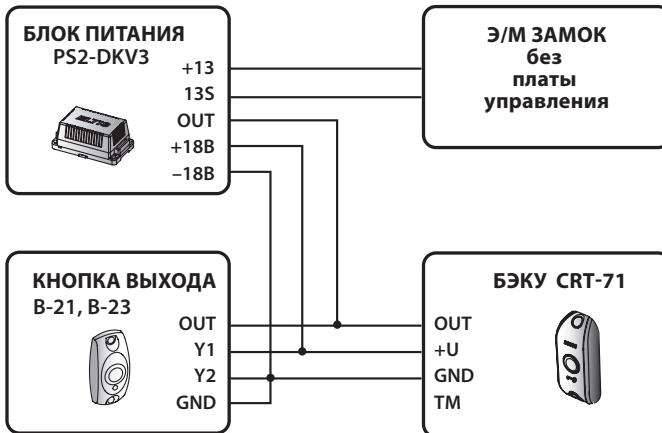 БЛОК ПИТАНИЯ
PS2-DKV3
+13
13S
OUT
+18В
–18В
Э/М ЗАМОК
без
платы
управления
КНОПКА ВЫХОДА
B-21, B-23
OUT
Y1
Y2
GND
БЭКУ CRT-71
OUT
+U
GND
TM